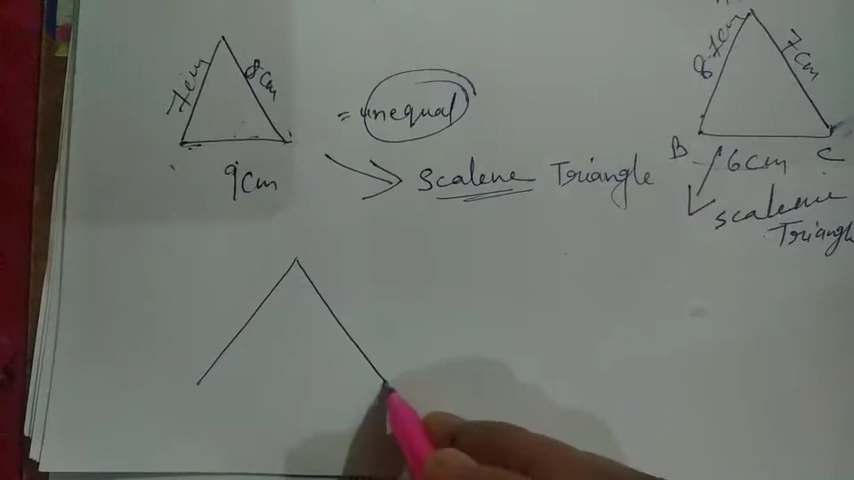 7cm
8cm
9cm
= unequal
Scalene Triangle
8.7cm
7cm
B
6cm
C
scalene
Triangle